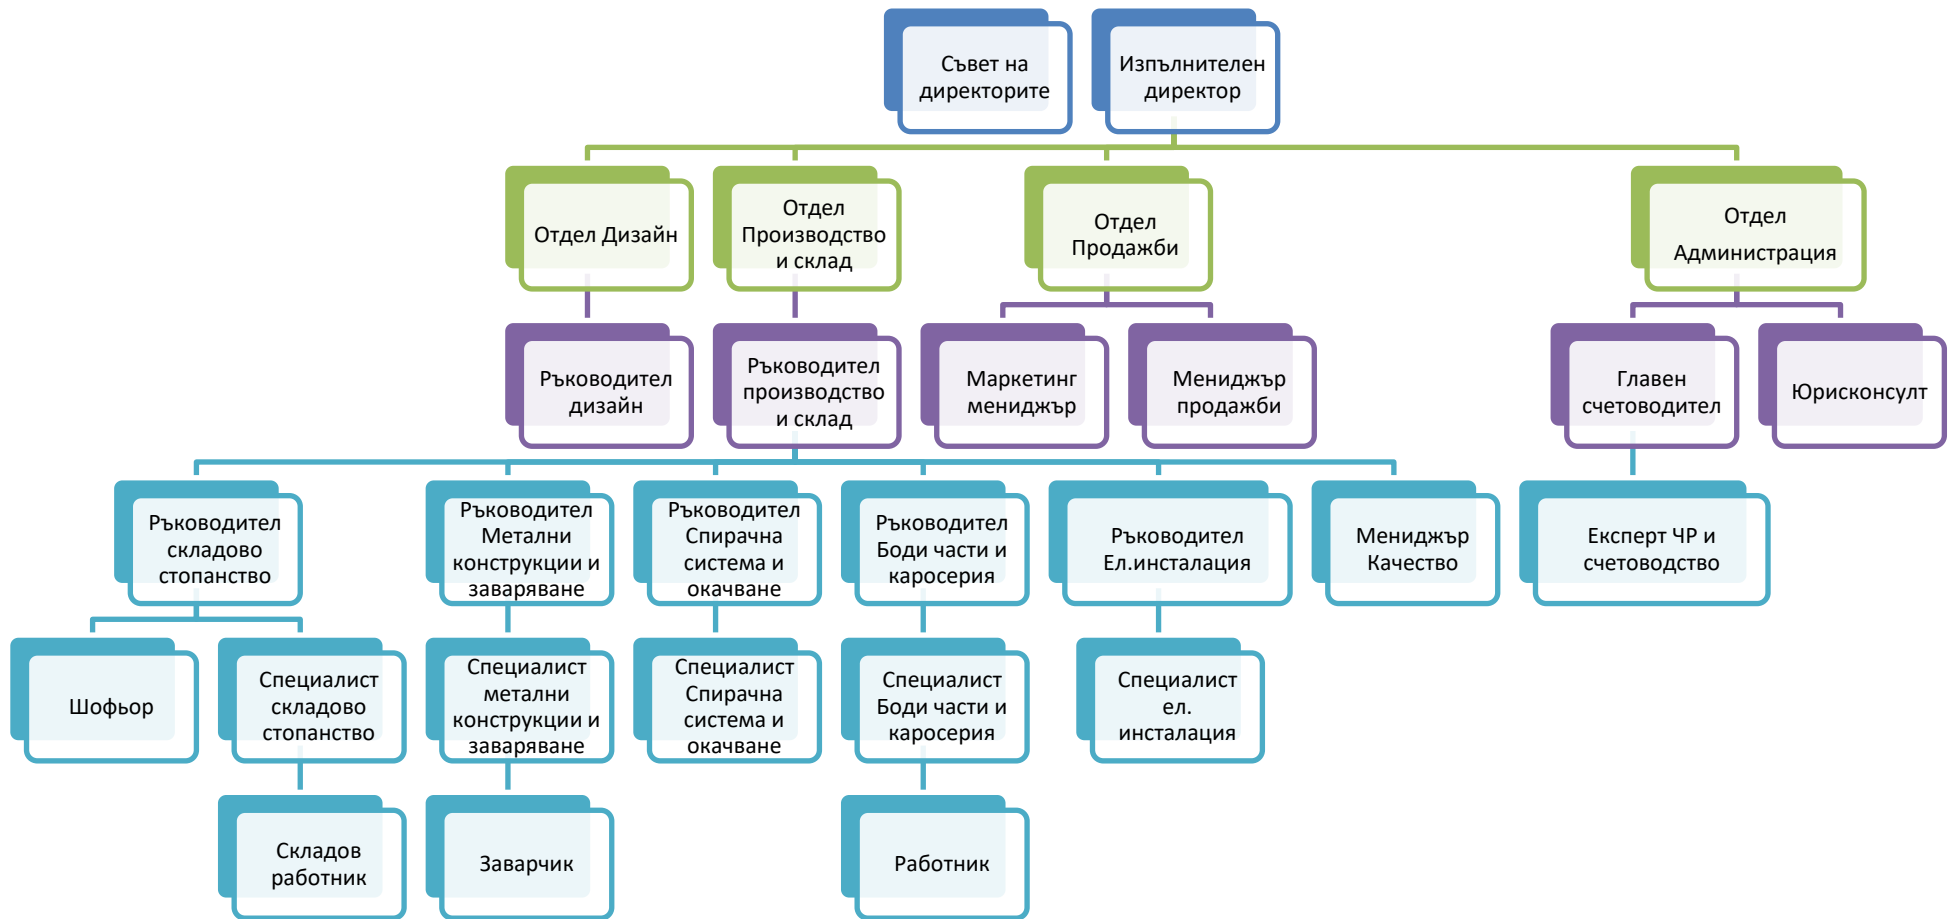 Съвет на
директорите
Изпълнителен
директор
Отдел Дизайн
Отдел
Производство
и склад
Отдел
Продажби
Отдел
Администрация
Ръководител
дизайн
Ръководител
производство
и склад
Маркетинг
мениджър
Мениджър
продажби
Главен
счетоводител
Юрисконсулт
Ръководител
складово
стопанство
Ръководител
Метални
конструкции и
заваряване
Ръководител
Спирачна
система и
окачване
Ръководител
Боди части и
каросерия
Ръководител
Ел.инсталация
Мениджър
Качество
Експерт ЧР и
счетоводство
Шофьор
Специалист
складово
стопанство
Специалист
метални
конструкции и
заваряване
Специалист
Спирачна
система и
окачване
Специалист
Боди части и
каросерия
Специалист
ел.
инсталация
Складов
работник
Заварчик
Работник